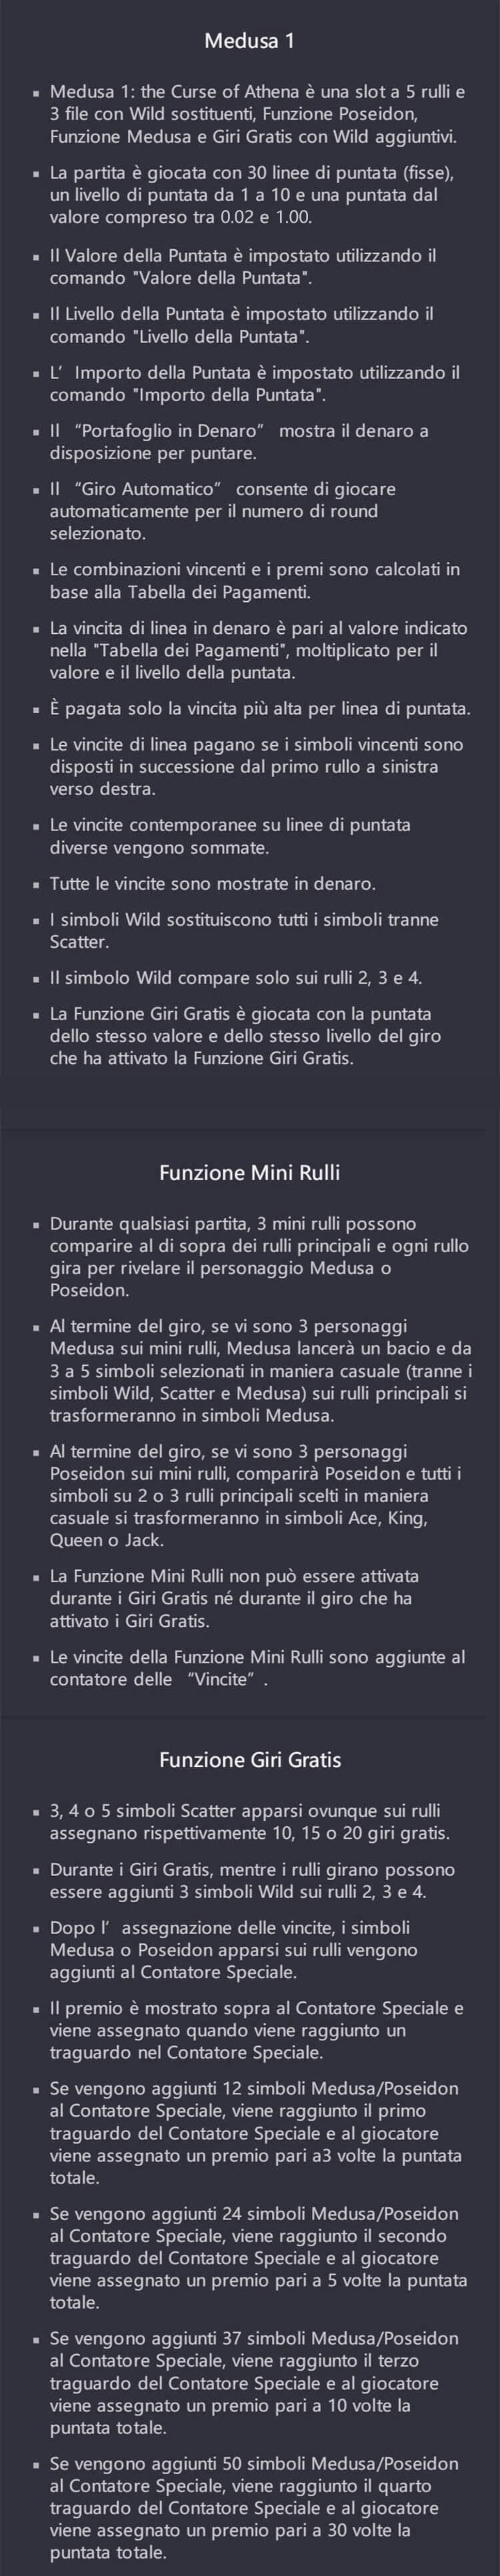 Medusa 1
▪ Medusa 1: the Curse of Athena è una slot a 5 rulli e
3 file con Wild sostituenti, Funzione Poseidon,
Funzione Medusa e Giri Gratis con Wild aggiuntivi.
▪ La partita è giocata con 30 linee di puntata (fisse),
un livello di puntata da 1 a 10 e una puntata dal
valore compreso tra 0.02 e 1.00.
▪ Il Valore della Puntata è impostato utilizzando il
comando "Valore della Puntata".
▪ Il Livello della Puntata è impostato utilizzando il
comando "Livello della Puntata".
▪ L’ Importo della Puntata è impostato utilizzando il
comando "Importo della Puntata".
▪ Il “Portafoglio in Denaro” mostra il denaro a
disposizione per puntare.
▪ Il “Giro Automatico” consente di giocare
automaticamente per il numero di round
selezionato.
▪ Le combinazioni vincenti e i premi sono calcolati in
base alla Tabella dei Pagamenti.
▪ La vincita di linea in denaro è pari al valore indicato
nella "Tabella dei Pagamenti", moltiplicato per il
valore e il livello della puntata.
▪ È pagata solo la vincita più alta per linea di puntata.
▪ Le vincite di linea pagano se i simboli vincenti sono
disposti in successione dal primo rullo a sinistra
verso destra.
▪ Le vincite contemporanee su linee di puntata
diverse vengono sommate.
▪ Tutte le vincite sono mostrate in denaro.
▪ I simboli Wild sostituiscono tutti i simboli tranne
Scatter.
▪ Il simbolo Wild compare solo sui rulli 2, 3 e 4.
▪ La Funzione Giri Gratis è giocata con la puntata
dello stesso valore e dello stesso livello del giro
che ha attivato la Funzione Giri Gratis.
Funzione Mini Rulli
▪ Durante qualsiasi partita, 3 mini rulli possono
comparire al di sopra dei rulli principali e ogni rullo
gira per rivelare il personaggio Medusa o
Poseidon.
▪ Al termine del giro, se vi sono 3 personaggi
Medusa sui mini rulli, Medusa lancerà un bacio e da
3 a 5 simboli selezionati in maniera casuale (tranne i
simboli Wild, Scatter e Medusa) sui rulli principali si
trasformeranno in simboli Medusa.
▪ Al termine del giro, se vi sono 3 personaggi
Poseidon sui mini rulli, comparirà Poseidon e tutti i
simboli su 2 o 3 rulli principali scelti in maniera
casuale si trasformeranno in simboli Ace, King,
Queen o Jack.
▪ La Funzione Mini Rulli non può essere attivata
durante i Giri Gratis né durante il giro che ha
attivato i Giri Gratis.
▪ Le vincite della Funzione Mini Rulli sono aggiunte al
contatore delle “Vincite” .
Funzione Giri Gratis
▪ 3, 4 o 5 simboli Scatter apparsi ovunque sui rulli
assegnano rispettivamente 10, 15 o 20 giri gratis.
▪ Durante i Giri Gratis, mentre i rulli girano possono
essere aggiunti 3 simboli Wild sui rulli 2, 3 e 4.
▪ Dopo l’ assegnazione delle vincite, i simboli
Medusa o Poseidon apparsi sui rulli vengono
aggiunti al Contatore Speciale.
▪ Il premio è mostrato sopra al Contatore Speciale e
viene assegnato quando viene raggiunto un
traguardo nel Contatore Speciale.
▪ Se vengono aggiunti 12 simboli Medusa/Poseidon
al Contatore Speciale, viene raggiunto il primo
traguardo del Contatore Speciale e al giocatore
viene assegnato un premio pari a3 volte la puntata
totale.
▪ Se vengono aggiunti 24 simboli Medusa/Poseidon
al Contatore Speciale, viene raggiunto il secondo
traguardo del Contatore Speciale e al giocatore
viene assegnato un premio pari a 5 volte la puntata
totale.
▪ Se vengono aggiunti 37 simboli Medusa/Poseidon
al Contatore Speciale, viene raggiunto il terzo
traguardo del Contatore Speciale e al giocatore
viene assegnato un premio pari a 10 volte la
puntata totale.
▪ Se vengono aggiunti 50 simboli Medusa/Poseidon
al Contatore Speciale, viene raggiunto il quarto
traguardo del Contatore Speciale e al giocatore
viene assegnato un premio pari a 30 volte la
puntata totale.